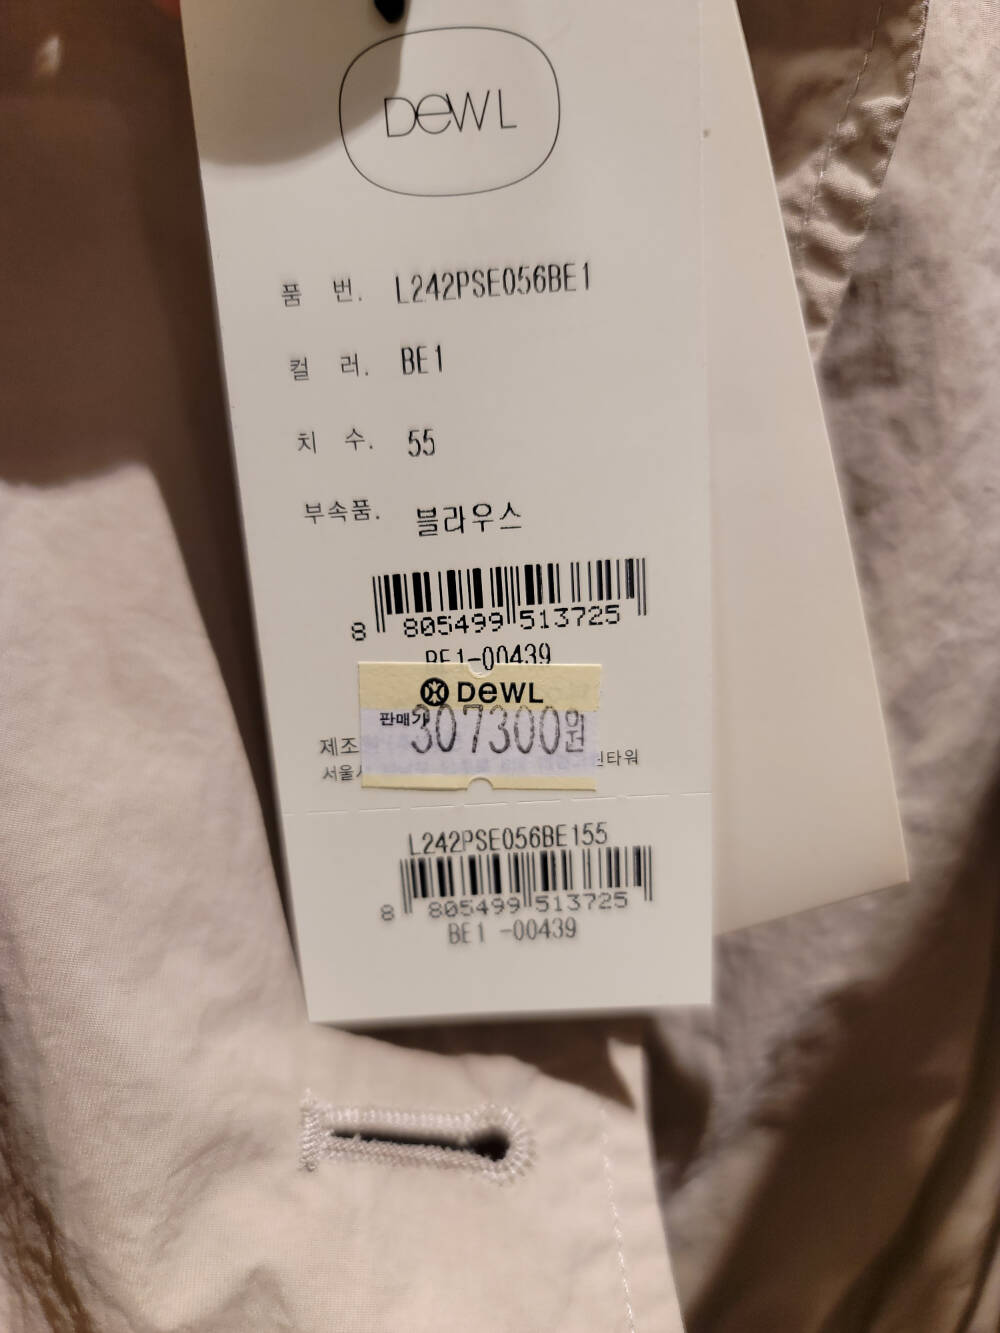 DeWL
품 번. L242PSE056BE1
컬 러. BE1
치 수. 55
부속품. 블라우스
8 805499 513725
BE1-00439
DeWL
판매가 307300원
제조
서울
타워
L242PSE056BE155
8 805499 513725
BE1 -00439